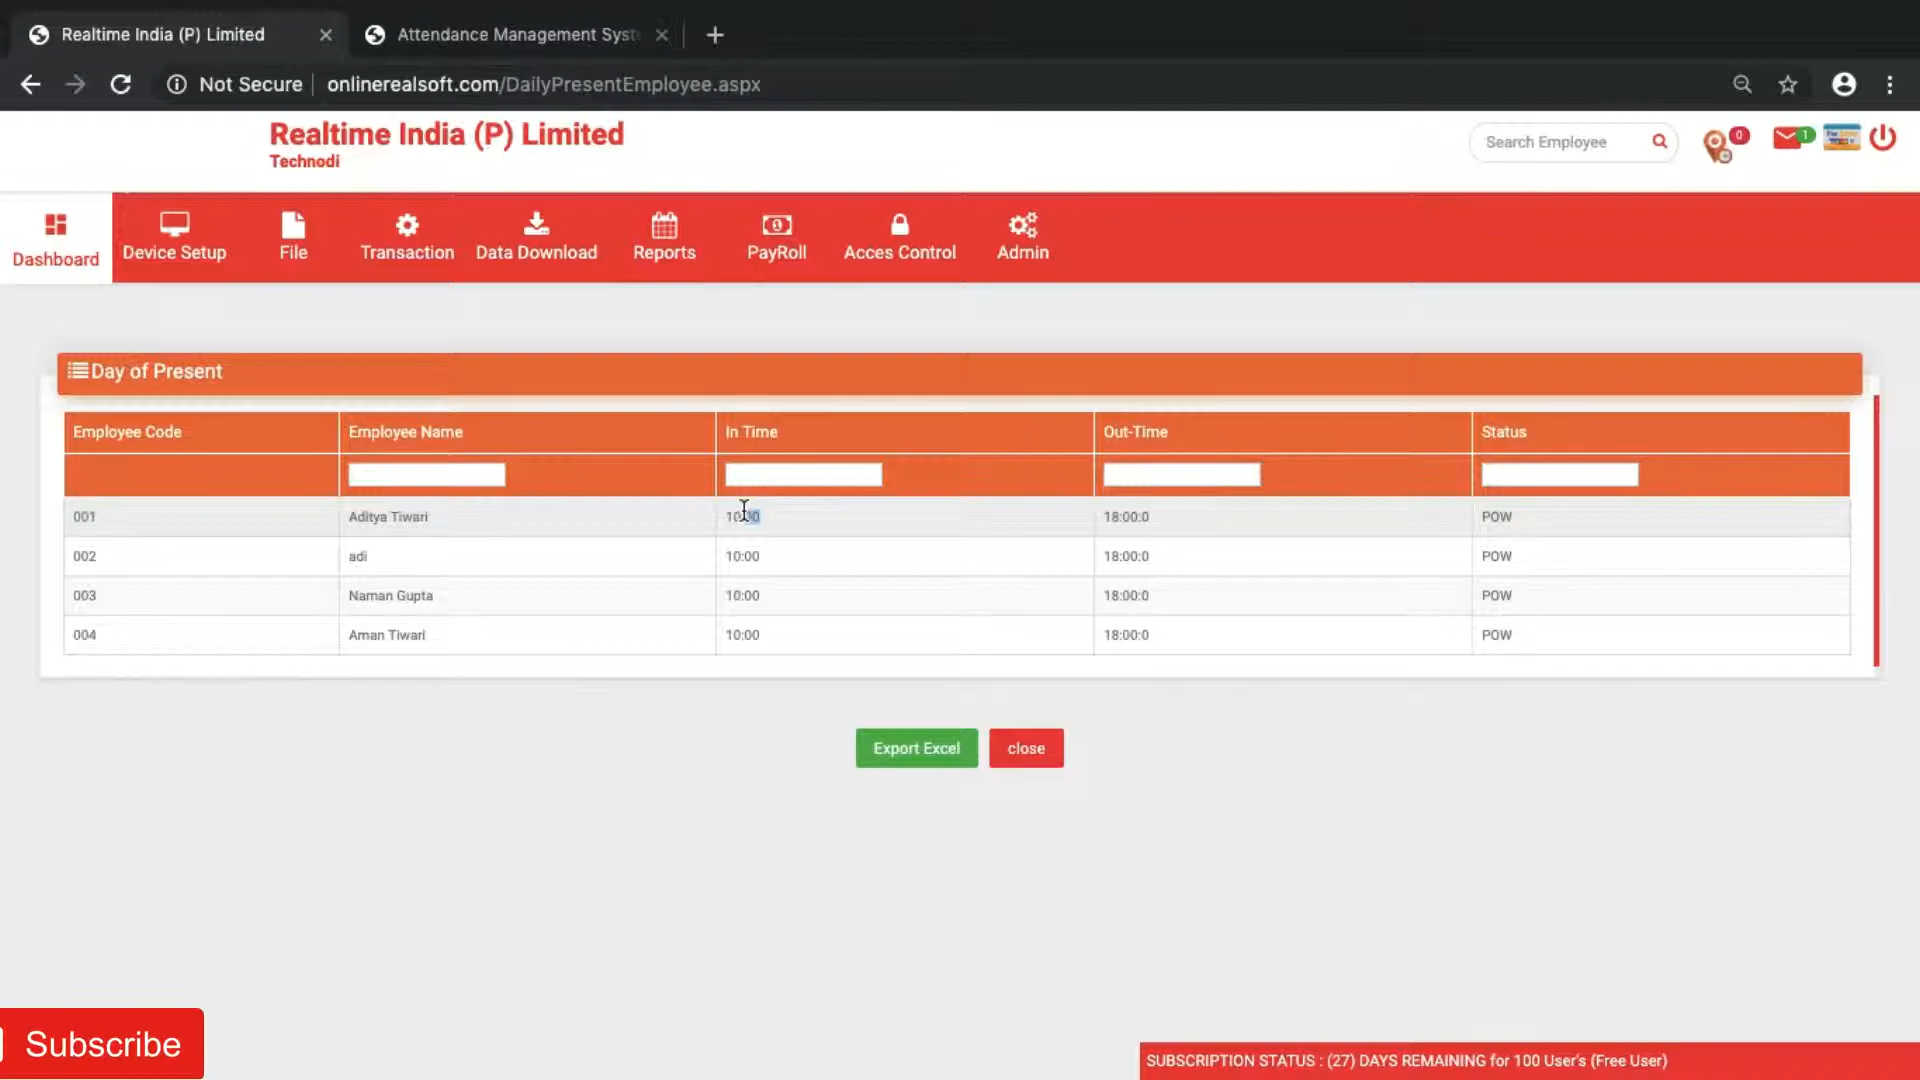 Realtime India (P) Limited
Attendance Management Syst
Not Secure
onlinerealsoft.com/DailyPresentEmployee.aspx
Realtime India (P) Limited
Technodi
Search Employee
0
1
Dashboard
Device Setup
File
Transaction
Data Download
Reports
PayRoll
Acces Control
Admin
Day of Present
Employee Code Employee Name In Time Out-Time Status
001 Aditya Tiwari 10:00 18:00:0 POW
002 adi 10:00 18:00:0 POW
003 Naman Gupta 10:00 18:00:0 POW
004 Aman Tiwari 10:00 18:00:0 POW
Export Excel
close
Subscribe
SUBSCRIPTION STATUS : (27) DAYS REMAINING for 100 User's (Free User)